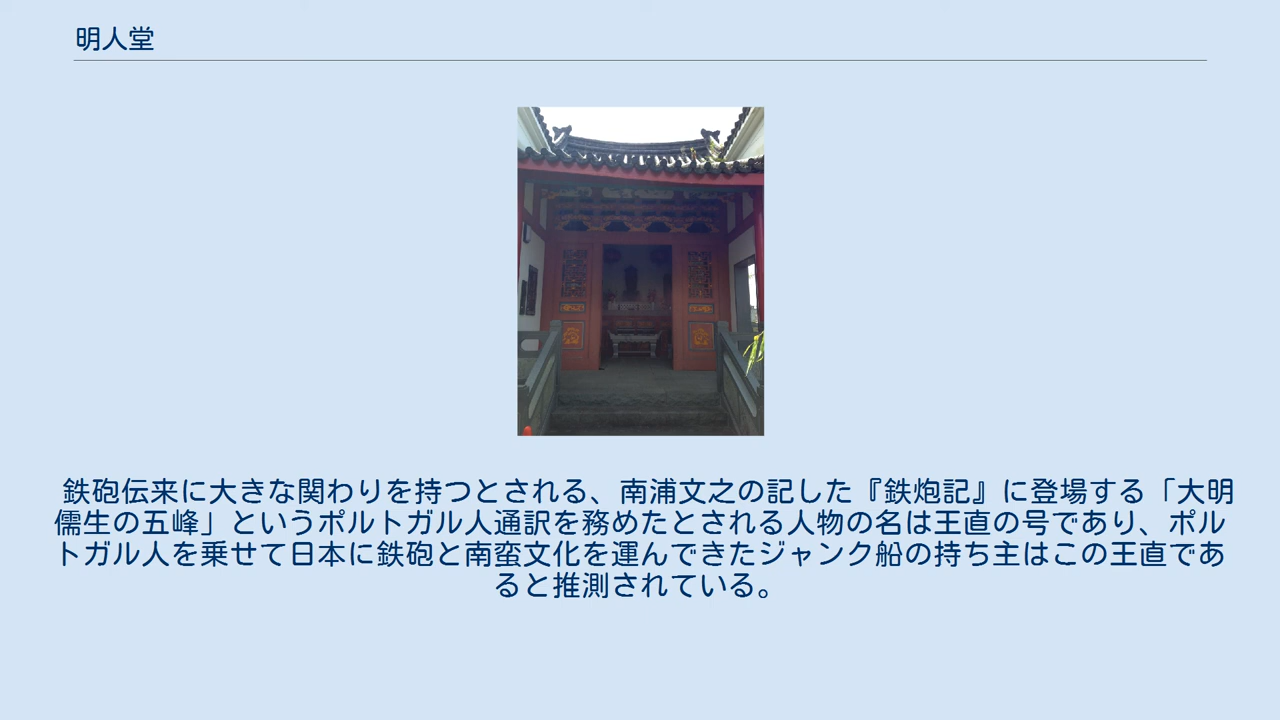 明人堂
鉄砲伝来に大きな関わりを持つとされる、南浦文之の記した『鉄炮記』に登場する「大明
儒生の五峰」というポルトガル人通訳を務めたとされる人物の名は王直の号であり、ポル
トガル人を乗せて日本に鉄砲と南蛮文化を運んできたジャンク船の持ち主はこの王直であ
ると推測されている。